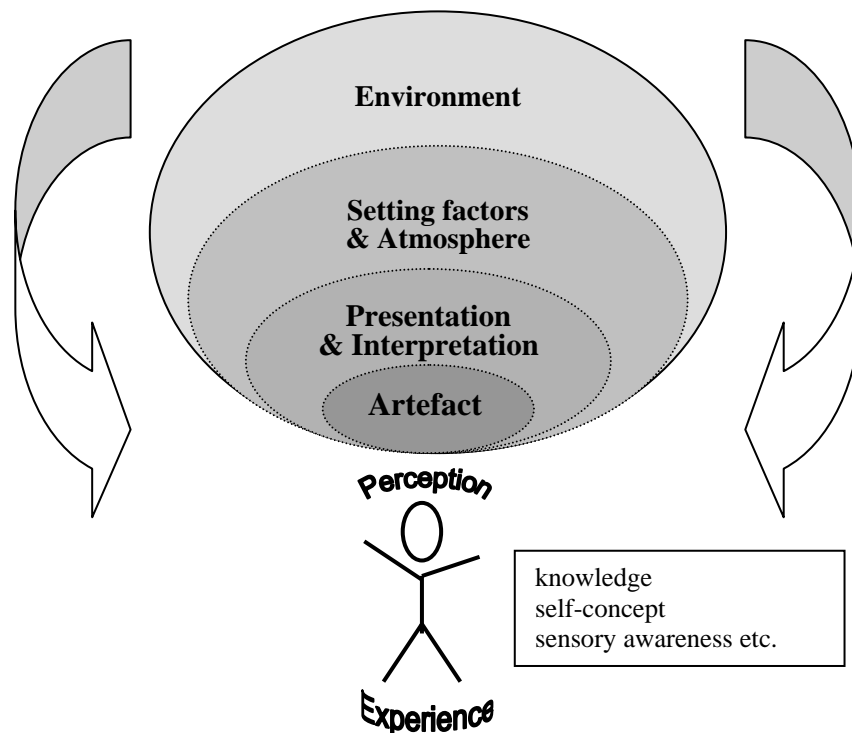 Environment
Setting factors
& Atmosphere
Presentation
& Interpretation
Artefact
Perception
knowledge
self-concept
sensory awareness etc.
Experience